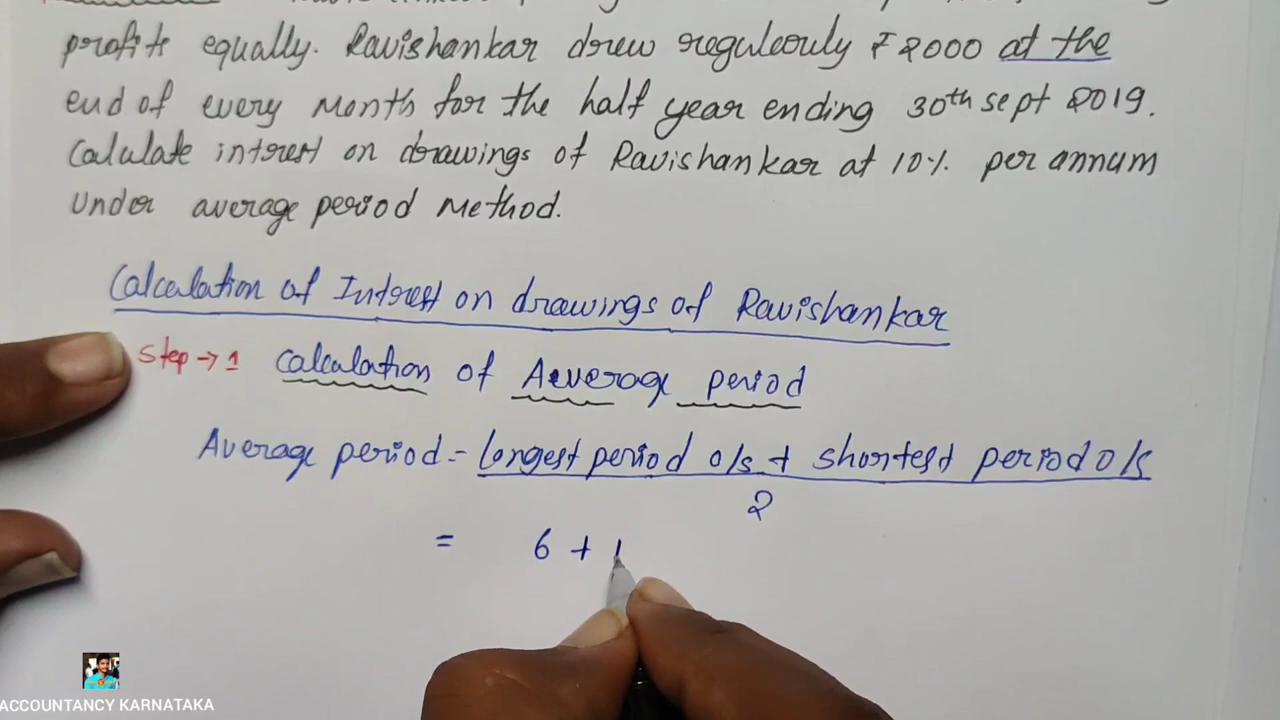 profits equally. Ravishankar drew regularly ₹ 2000 at the
end of every month for the half year ending 30th sept 2019.
Calulate interest on drawings of Ravishankar at 10%. per annum
under average period method.
Calculation of Interest on drawings of Ravishankar
Step → 1 Calculation of Average period
Average period = longest period o/s + shortest period o/s
2
= 6 + 1
ACCOUNTANCY KARNATAKA